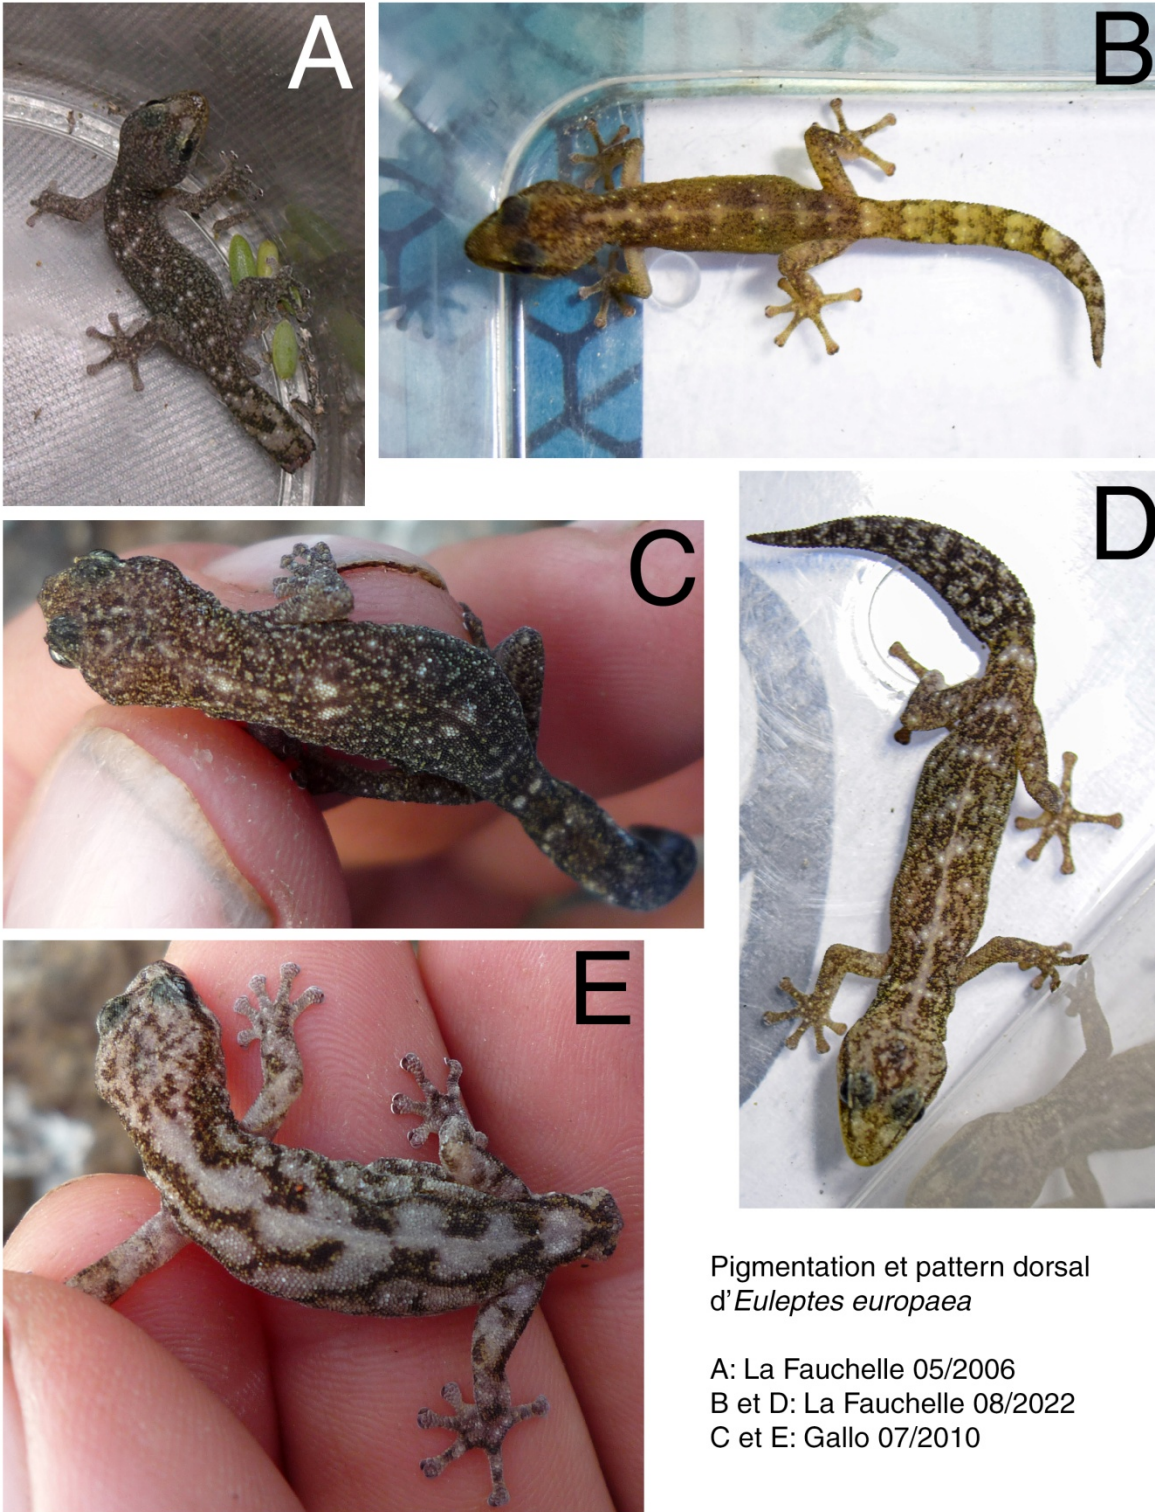 A
B
C
D
E
Pigmentation et pattern dorsal
d'Euleptes europaea
A: La Fauchelle 05/2006
B et D: La Fauchelle 08/2022
C et E: Gallo 07/2010